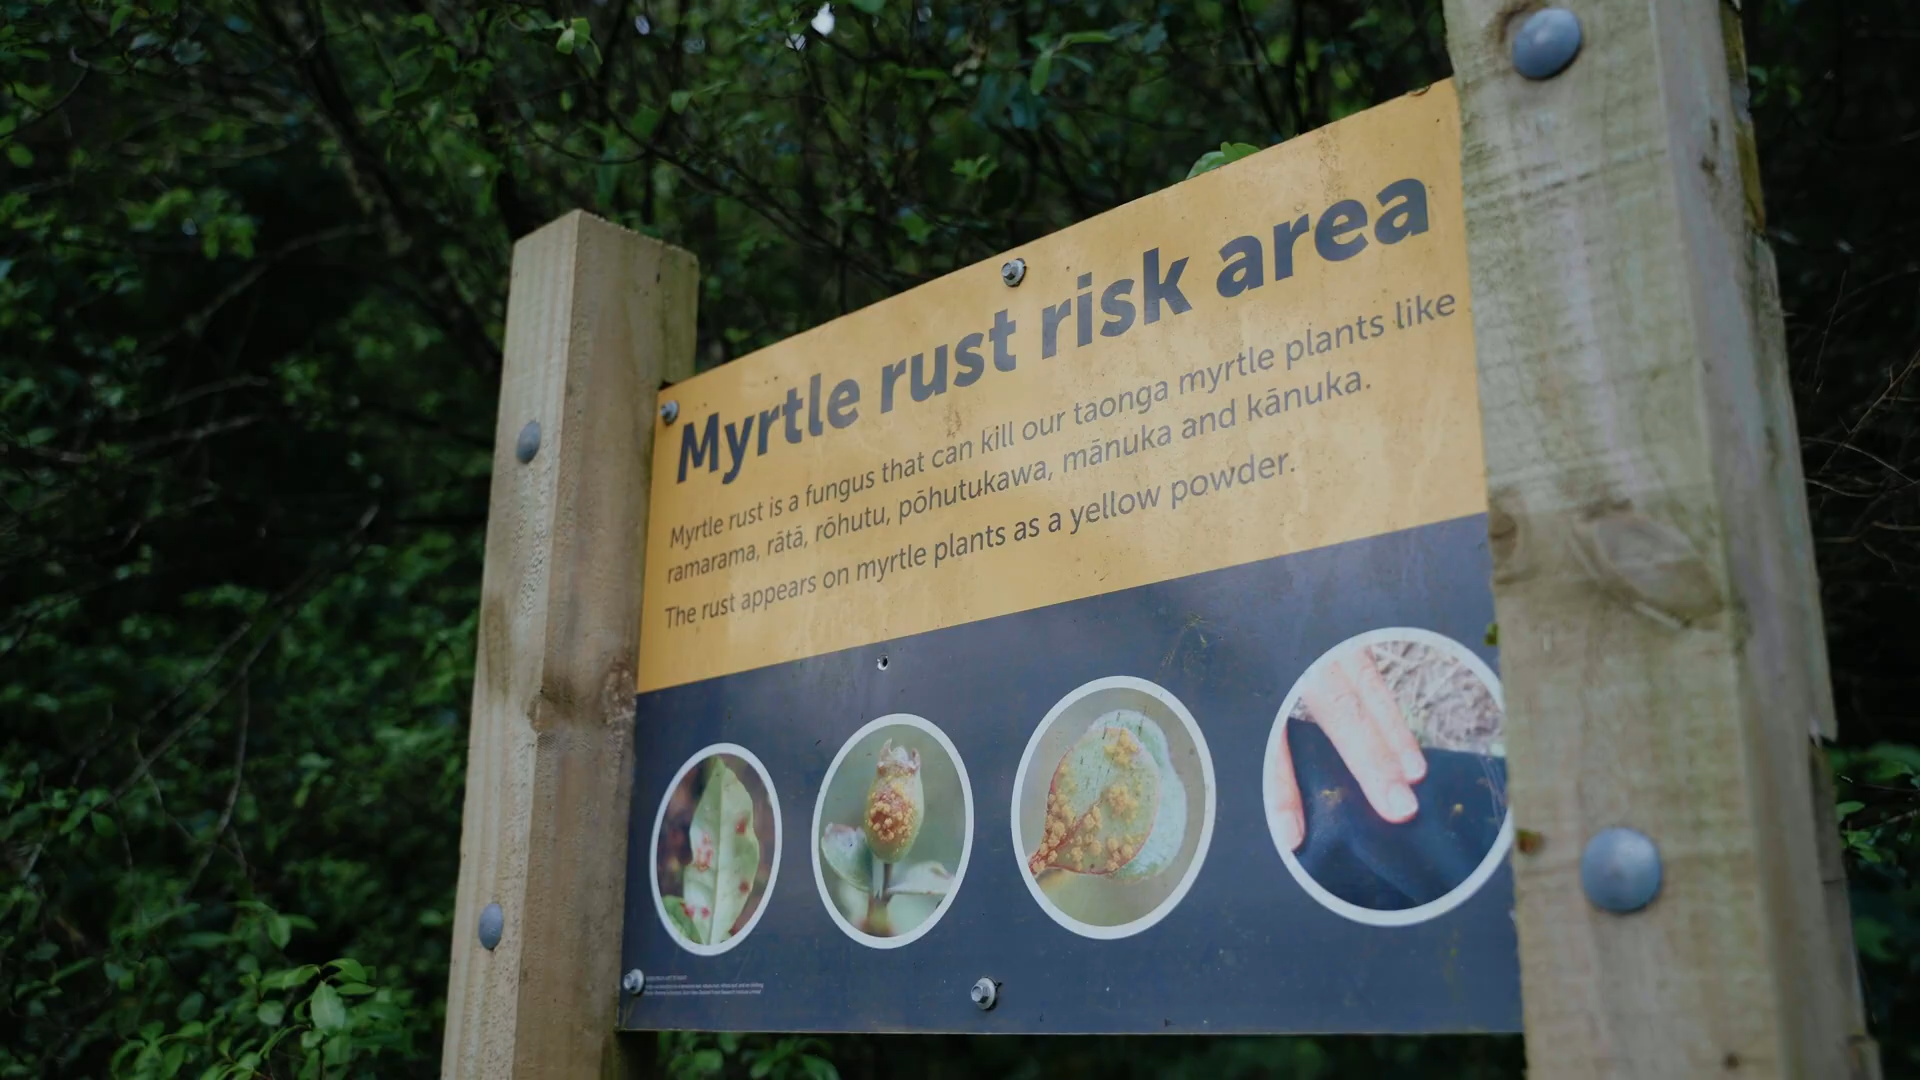 Myrtle rust risk area
Myrtle rust is a fungus that can kill our taonga myrtle plants like
ramarama, rātā, rōhutu, pōhutukawa, mānuka and kānuka.
The rust appears on myrtle plants as a yellow powder.